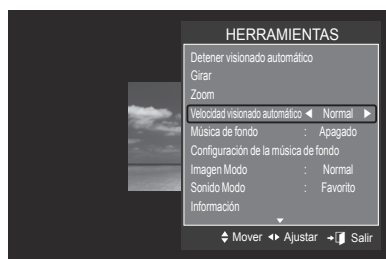 HERRAMIENTAS
Detener visionado automático
Girar
Zoom
Velocidad visionado automático ◀ Normal ▶
Música de fondo : Apagado
Configuración de la música de fondo
Imagen Modo : Normal
Sonido Modo : Favorito
Información
Mover Ajustar Salir